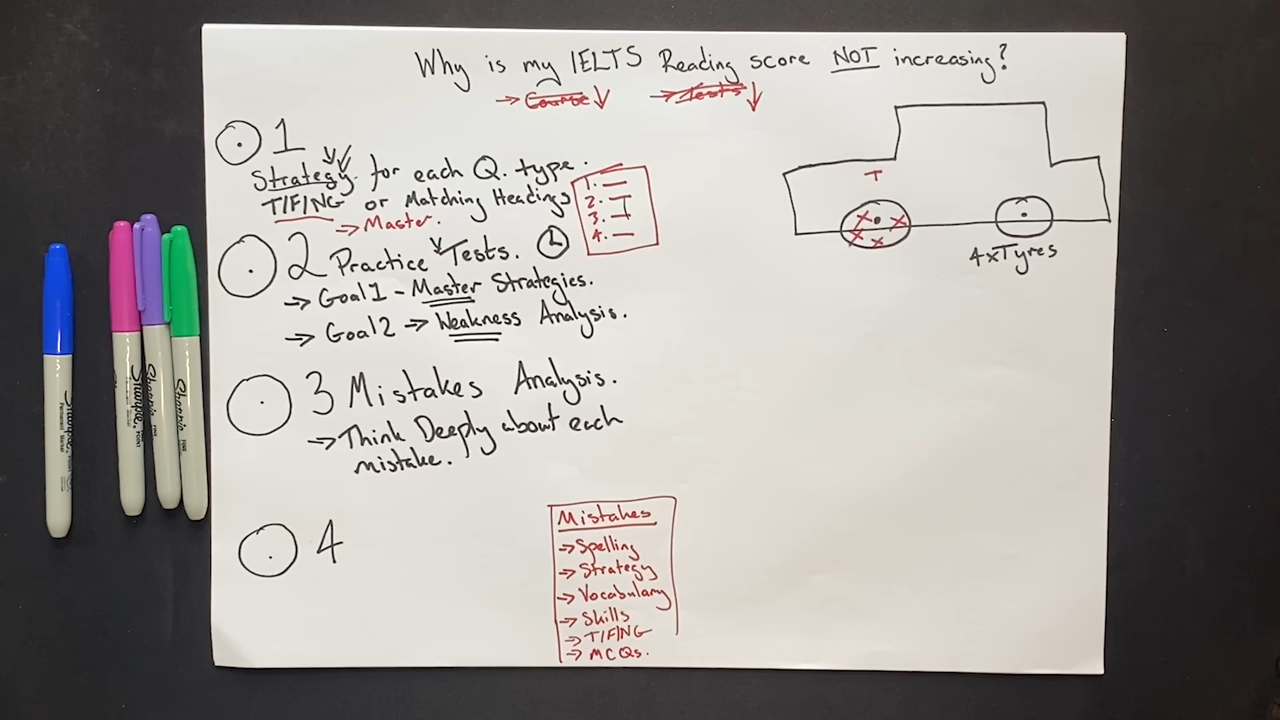 Why is my IELTS Reading score NOT increasing?
→ Course ↓ → Tests ↓
1
Strategy for each Q. type.
T/F/NG or Matching Headings
→ Master.
1. —
2. —
3. —
4. —
2 Practice Tests.
→ Goal 1 - Master Strategies.
→ Goal 2 → Weakness Analysis.
3 Mistakes Analysis.
→ Think Deeply about each
mistake.
4
Mistakes
→ Spelling
→ Strategy
→ Vocabulary
→ Skills
→ T/F/NG
→ MCQs.
T
4xTyres
Sharpie
Sharpie
Sharpie
Sharpie